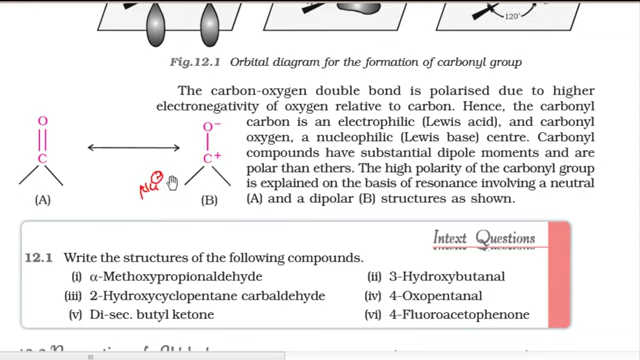 120°
Fig.12.1 Orbital diagram for the formation of carbonyl group
The carbon-oxygen double bond is polarised due to higher
electronegativity of oxygen relative to carbon. Hence, the carbonyl
carbon is an electrophilic (Lewis acid), and carbonyl
oxygen, a nucleophilic (Lewis base) centre. Carbonyl
compounds have substantial dipole moments and are
polar than ethers. The high polarity of the carbonyl group
is explained on the basis of resonance involving a neutral
(A) and a dipolar (B) structures as shown.
O
C
(A)
O–
C+
(B)
Intext Questions
12.1 Write the structures of the following compounds.
(i) α-Methoxypropionaldehyde
(ii) 3-Hydroxybutanal
(iii) 2-Hydroxycyclopentane carbaldehyde
(iv) 4-Oxopentanal
(v) Di-sec. butyl ketone
(vi) 4-Fluoroacetophenone